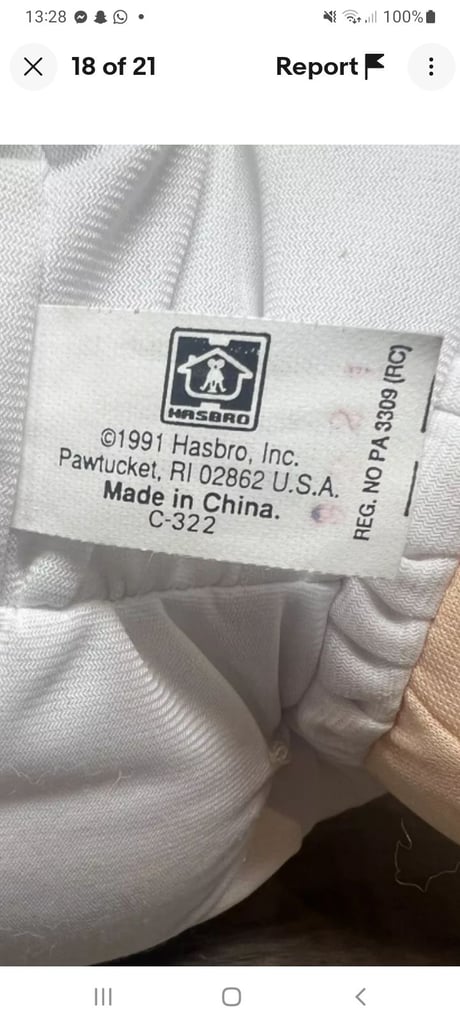 13:28
100%
18 of 21
Report
HASBRO
©1991 Hasbro, Inc.
Pawtucket, RI 02862 U.S.A.
Made in China.
C-322
REG. NO PA 3309 (RC)